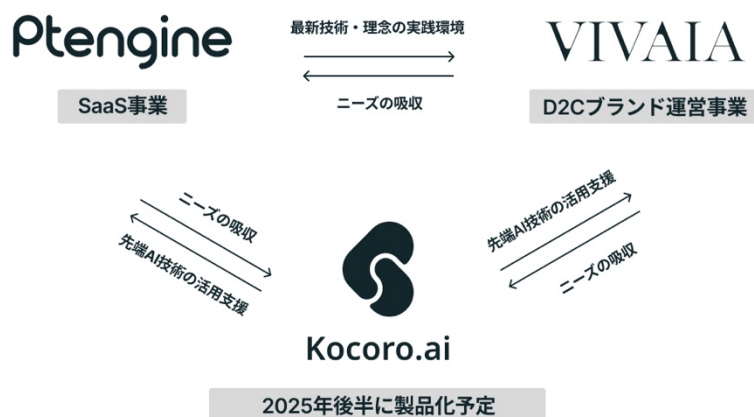 Ptengine
最新技術・理念の実践環境
VIVAIA
ニーズの吸収
SaaS事業
D2Cブランド運営事業
ニーズの吸収
先端AI技術の活用支援
先端AI技術の活用支援
ニーズの吸収
Kocoro.ai
2025年後半に製品化予定